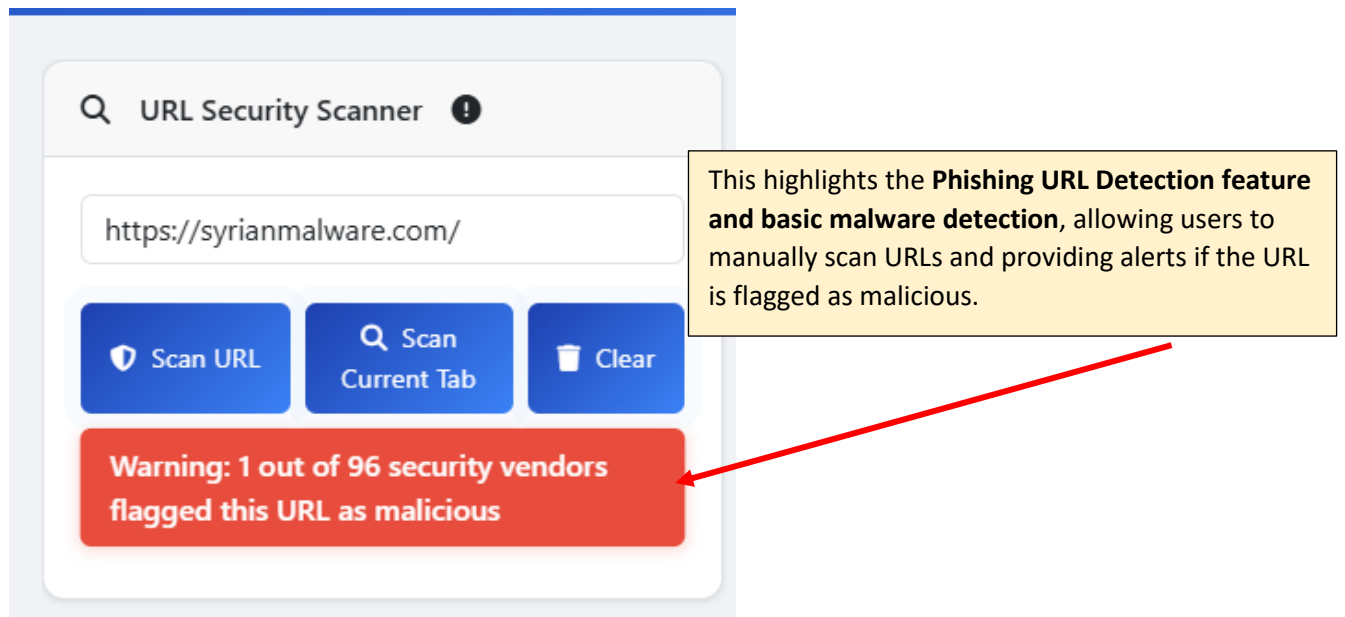 URL Security Scanner
https://syrianmalware.com/
Scan URL
Scan
Current Tab
Clear
Warning: 1 out of 96 security vendors
flagged this URL as malicious
This highlights the Phishing URL Detection feature
and basic malware detection, allowing users to
manually scan URLs and providing alerts if the URL
is flagged as malicious.